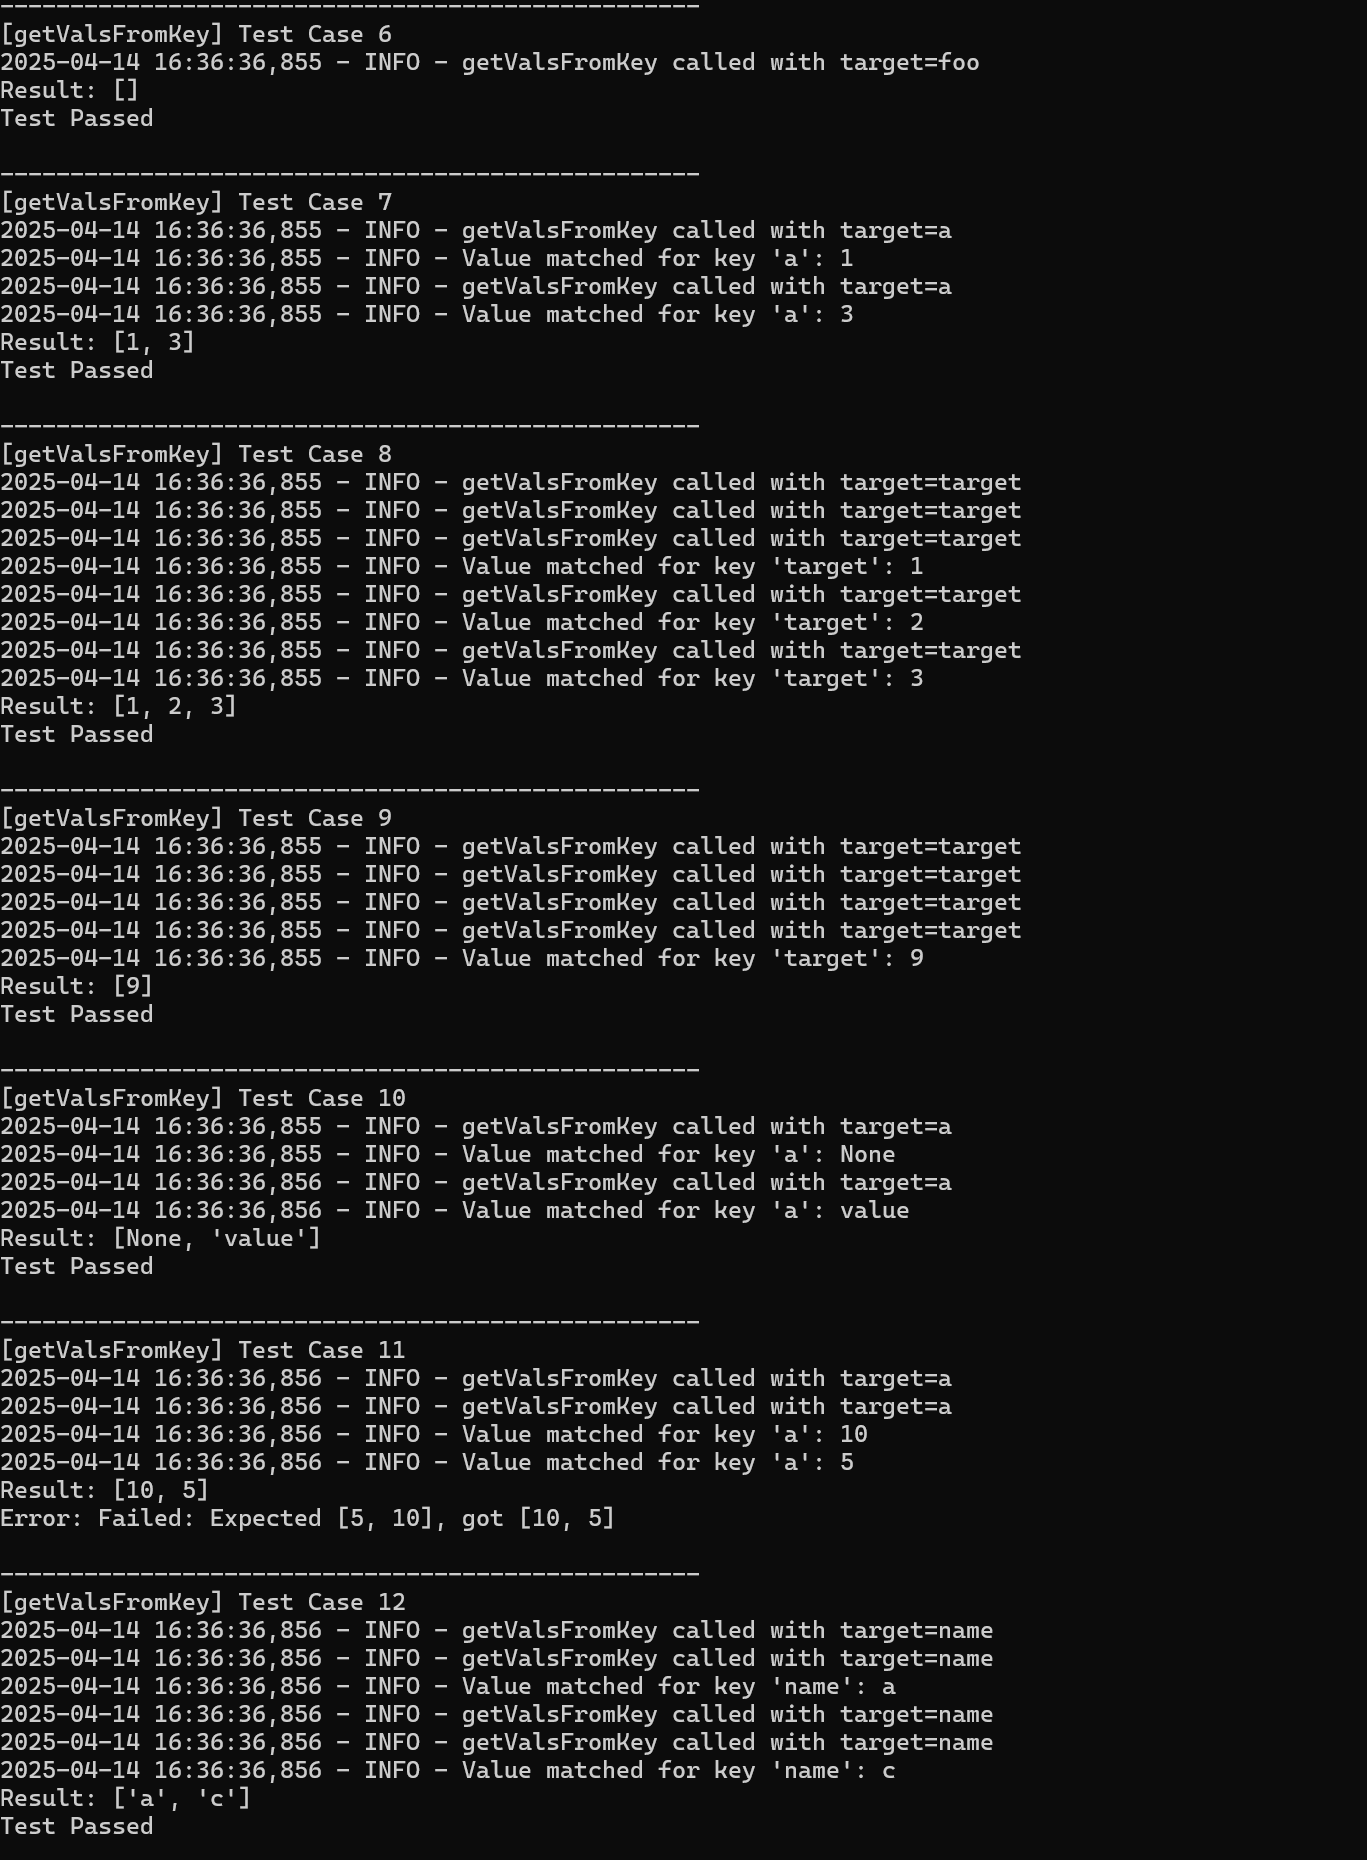 --------------------------------------------------
[getValsFromKey] Test Case 6
2025-04-14 16:36:36,855 - INFO - getValsFromKey called with target=foo
Result: []
Test Passed
--------------------------------------------------
[getValsFromKey] Test Case 7
2025-04-14 16:36:36,855 - INFO - getValsFromKey called with target=a
2025-04-14 16:36:36,855 - INFO - Value matched for key 'a': 1
2025-04-14 16:36:36,855 - INFO - getValsFromKey called with target=a
2025-04-14 16:36:36,855 - INFO - Value matched for key 'a': 3
Result: [1, 3]
Test Passed
--------------------------------------------------
[getValsFromKey] Test Case 8
2025-04-14 16:36:36,855 - INFO - getValsFromKey called with target=target
2025-04-14 16:36:36,855 - INFO - getValsFromKey called with target=target
2025-04-14 16:36:36,855 - INFO - getValsFromKey called with target=target
2025-04-14 16:36:36,855 - INFO - Value matched for key 'target': 1
2025-04-14 16:36:36,855 - INFO - getValsFromKey called with target=target
2025-04-14 16:36:36,855 - INFO - Value matched for key 'target': 2
2025-04-14 16:36:36,855 - INFO - getValsFromKey called with target=target
2025-04-14 16:36:36,855 - INFO - Value matched for key 'target': 3
Result: [1, 2, 3]
Test Passed
--------------------------------------------------
[getValsFromKey] Test Case 9
2025-04-14 16:36:36,855 - INFO - getValsFromKey called with target=target
2025-04-14 16:36:36,855 - INFO - getValsFromKey called with target=target
2025-04-14 16:36:36,855 - INFO - getValsFromKey called with target=target
2025-04-14 16:36:36,855 - INFO - getValsFromKey called with target=target
2025-04-14 16:36:36,855 - INFO - Value matched for key 'target': 9
Result: [9]
Test Passed
--------------------------------------------------
[getValsFromKey] Test Case 10
2025-04-14 16:36:36,855 - INFO - getValsFromKey called with target=a
2025-04-14 16:36:36,855 - INFO - Value matched for key 'a': None
2025-04-14 16:36:36,856 - INFO - getValsFromKey called with target=a
2025-04-14 16:36:36,856 - INFO - Value matched for key 'a': value
Result: [None, 'value']
Test Passed
--------------------------------------------------
[getValsFromKey] Test Case 11
2025-04-14 16:36:36,856 - INFO - getValsFromKey called with target=a
2025-04-14 16:36:36,856 - INFO - getValsFromKey called with target=a
2025-04-14 16:36:36,856 - INFO - Value matched for key 'a': 10
2025-04-14 16:36:36,856 - INFO - Value matched for key 'a': 5
Result: [10, 5]
Error: Failed: Expected [5, 10], got [10, 5]
--------------------------------------------------
[getValsFromKey] Test Case 12
2025-04-14 16:36:36,856 - INFO - getValsFromKey called with target=name
2025-04-14 16:36:36,856 - INFO - getValsFromKey called with target=name
2025-04-14 16:36:36,856 - INFO - Value matched for key 'name': a
2025-04-14 16:36:36,856 - INFO - getValsFromKey called with target=name
2025-04-14 16:36:36,856 - INFO - getValsFromKey called with target=name
2025-04-14 16:36:36,856 - INFO - Value matched for key 'name': c
Result: ['a', 'c']
Test Passed